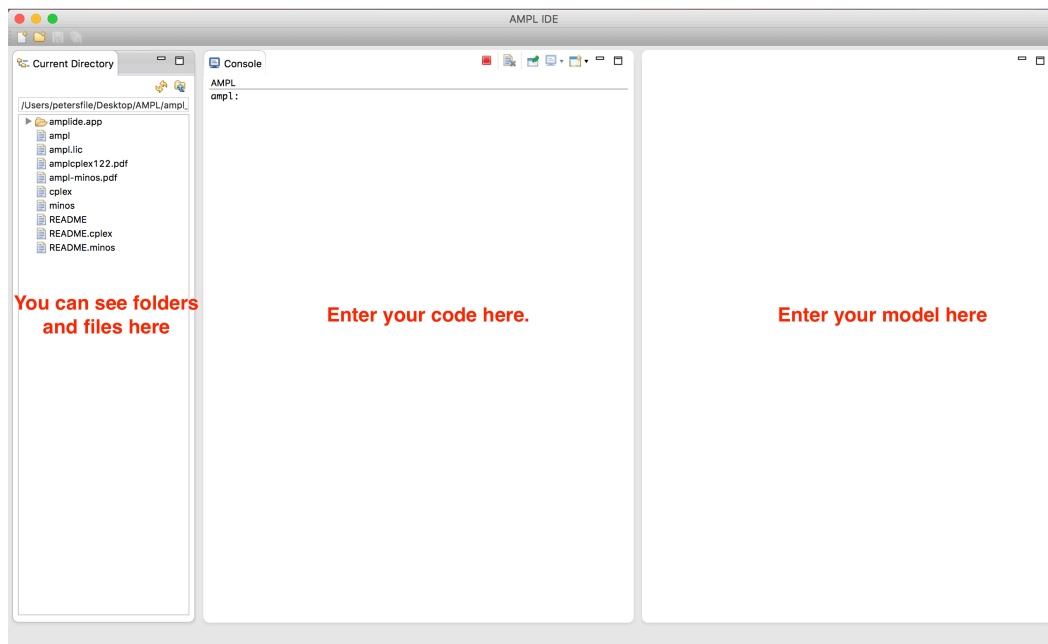 AMPL IDE
Current Directory
/Users/petersfile/Desktop/AMPL/ampl_
amplide.app
ampl
ampl.lic
amplcplex122.pdf
ampl-minos.pdf
cplex
minos
README
README.cplex
README.minos
You can see folders
and files here
Console
AMPL
ampl:
Enter your code here.
Enter your model here